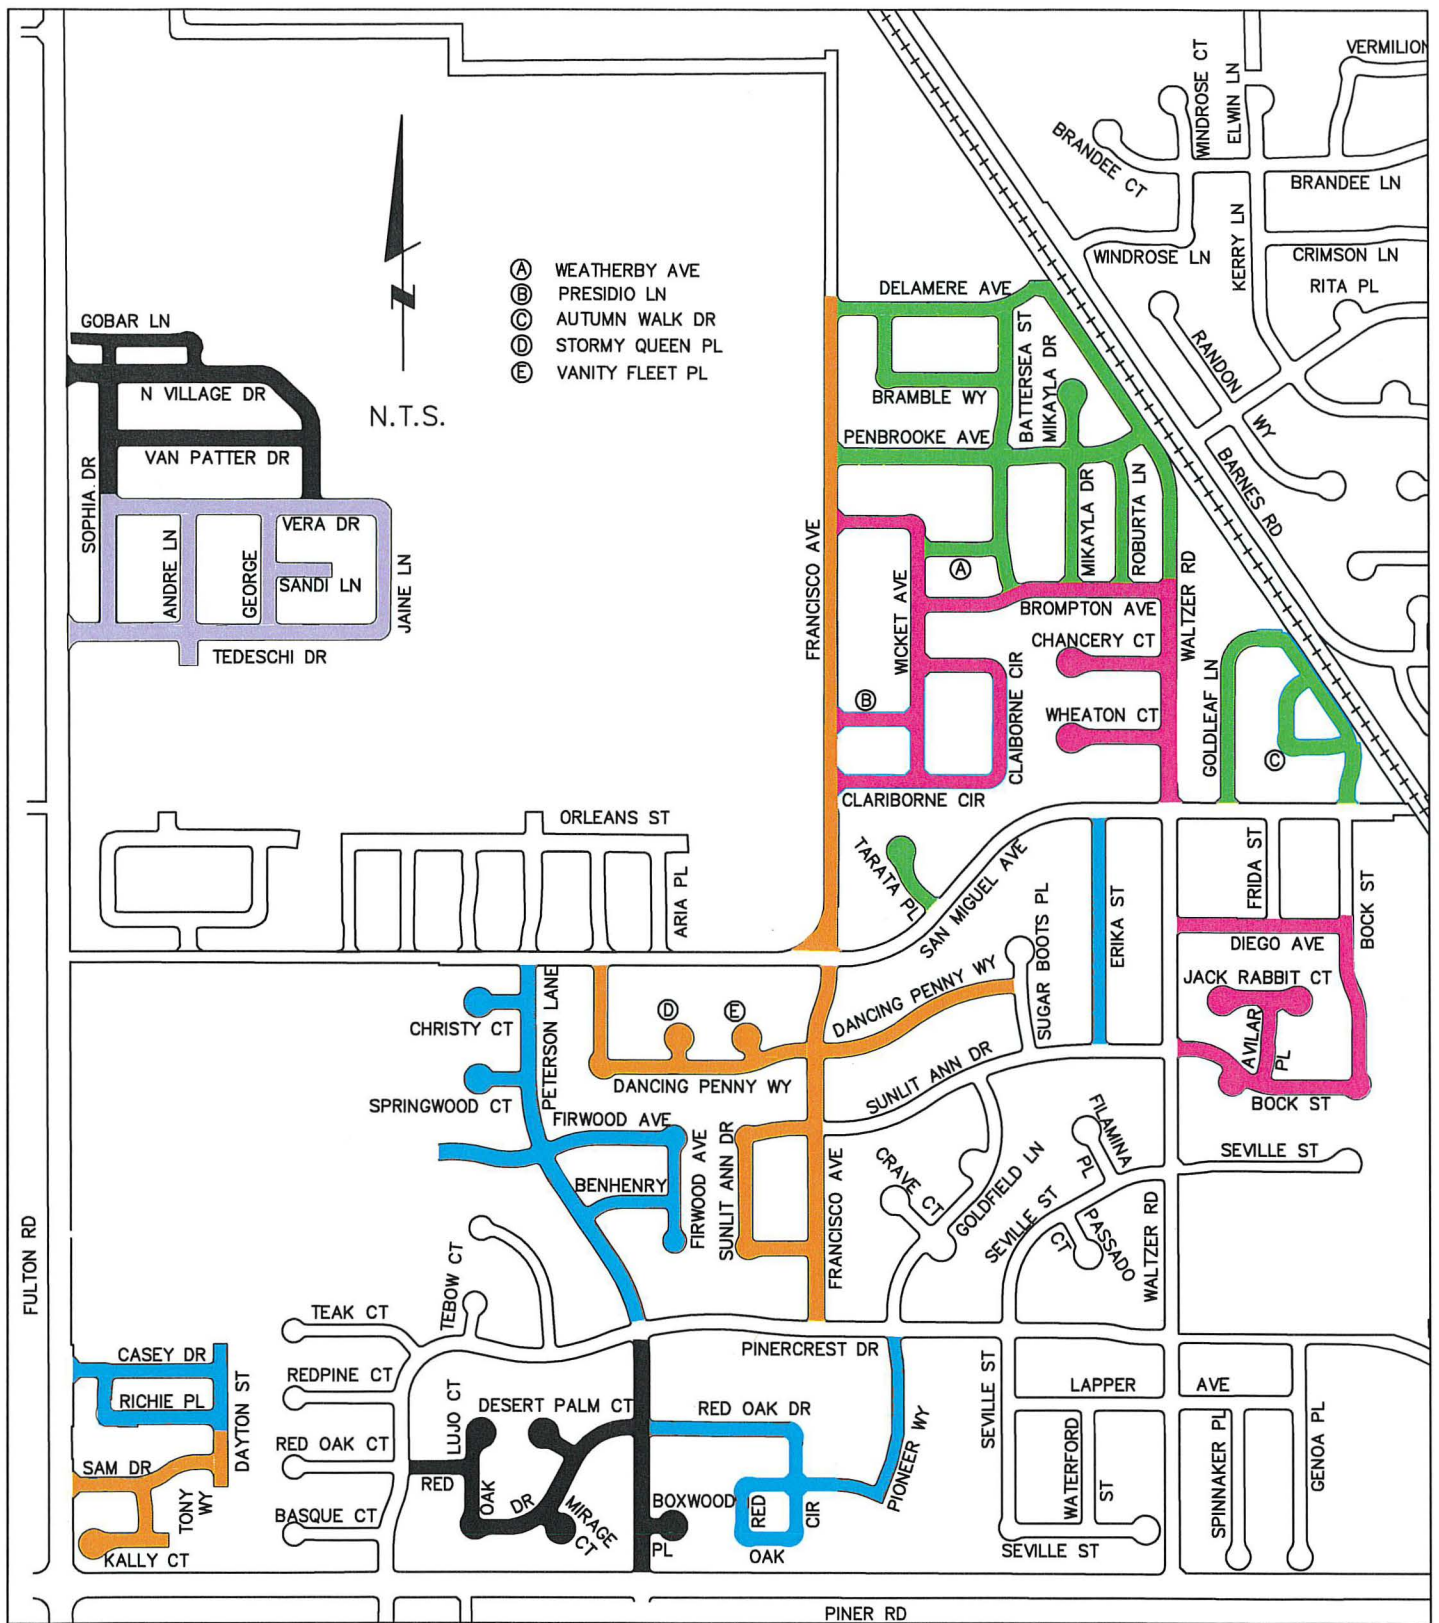 VERMILION
WINDROSE CT
ELWIN LN
BRANDEE CT
BRANDEE LN
KERRY LN
WINDROSE LN
CRIMSON LN
RITA PL
RANDON
WY
BARNES RD
Ⓐ WEATHERBY AVE
Ⓑ PRESIDIO LN
Ⓒ AUTUMN WALK DR
Ⓓ STORMY QUEEN PL
Ⓔ VANITY FLEET PL
N
N.T.S.
GOBAR LN
N VILLAGE DR
VAN PATTER DR
SOPHIA. DR
VERA DR
ANDRE LN
GEORGE
SANDI LN
JAINE LN
TEDESCHI DR
DELAMERE AVE
BATTERSEA ST
MIKAYLA DR
BRAMBLE WY
PENBROOKE AVE
MIKAYLA DR
ROBURTA LN
FRANCISCO AVE
Ⓐ
WICKET AVE
BROMPTON AVE
WALTZER RD
CHANCERY CT
CLAIBORNE CIR
Ⓑ
WHEATON CT
GOLDLEAF LN
Ⓒ
CLARIBORNE CIR
ORLEANS ST
ARIA PL
TARATA PL
SAN MIGUEL AVE
SUGAR BOOTS PL
ERIKA ST
FRIDA ST
BOCK ST
DIEGO AVE
JACK RABBIT CT
AVILAR
PL
BOCK ST
PETERSON LANE
CHRISTY CT
SPRINGWOOD CT
Ⓓ
Ⓔ
DANCING PENNY WY
DANCING PENNY WY
SUNLIT ANN DR
FIRWOOD AVE
FIRWOOD AVE
BENHENRY
SUNLIT ANN DR
FRANCISCO AVE
CRAVE CT
GOLDFIELD LN
FILAMINA
PL
SEVILLE ST
PASSADO
CT
WALTZER RD
SEVILLE ST
FULTON RD
TEBOW CT
TEAK CT
PINERCREST DR
CASEY DR
RICHIE PL
DAYTON ST
REDPINE CT
LUJO CT
DESERT PALM CT
RED OAK DR
RED OAK CT
SAM DR
TONY
WY
RED
OAK
DR
MIRAGE
CT
BOXWOOD
PL
RED
CIR
OAK
PIONEER WY
SEVILLE ST
LAPPER AVE
WATERFORD
ST
SPINNAKER PL
GENOA PL
BASQUE CT
KALLY CT
SEVILLE ST
PINER RD